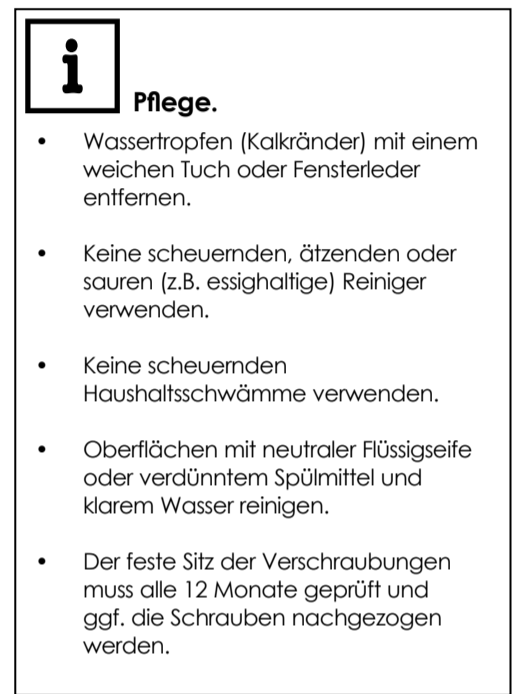 i
Pflege.
• Wassertropfen (Kalkränder) mit einem
weichen Tuch oder Fensterleder
entfernen.
• Keine scheuernden, ätzenden oder
sauren (z.B. essighaltige) Reiniger
verwenden.
• Keine scheuernden
Haushaltsschwämme verwenden.
• Oberflächen mit neutraler Flüssigseife
oder verdünntem Spülmittel und
klarem Wasser reinigen.
• Der feste Sitz der Verschraubungen
muss alle 12 Monate geprüft und
ggf. die Schrauben nachgezogen
werden.